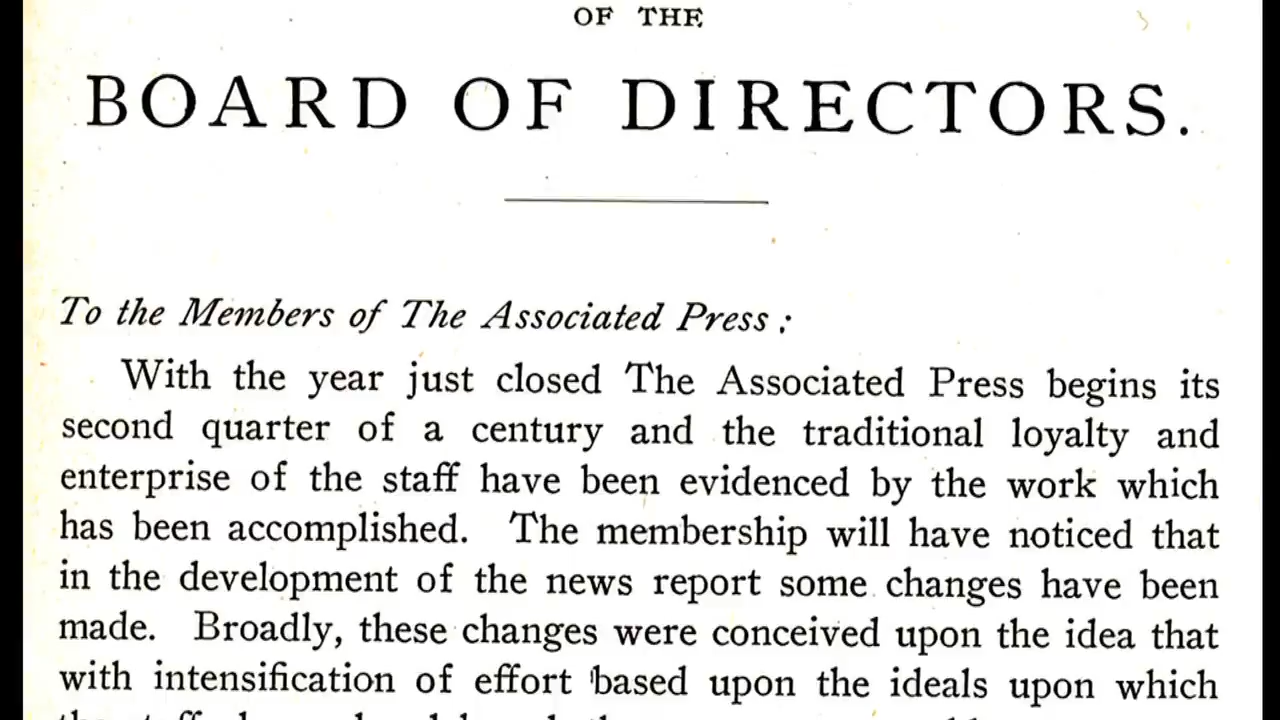 OF THE
BOARD OF DIRECTORS.
To the Members of The Associated Press :
With the year just closed The Associated Press begins its
second quarter of a century and the traditional loyalty and
enterprise of the staff have been evidenced by the work which
has been accomplished. The membership will have noticed that
in the development of the news report some changes have been
made. Broadly, these changes were conceived upon the idea that
with intensification of effort based upon the ideals upon which